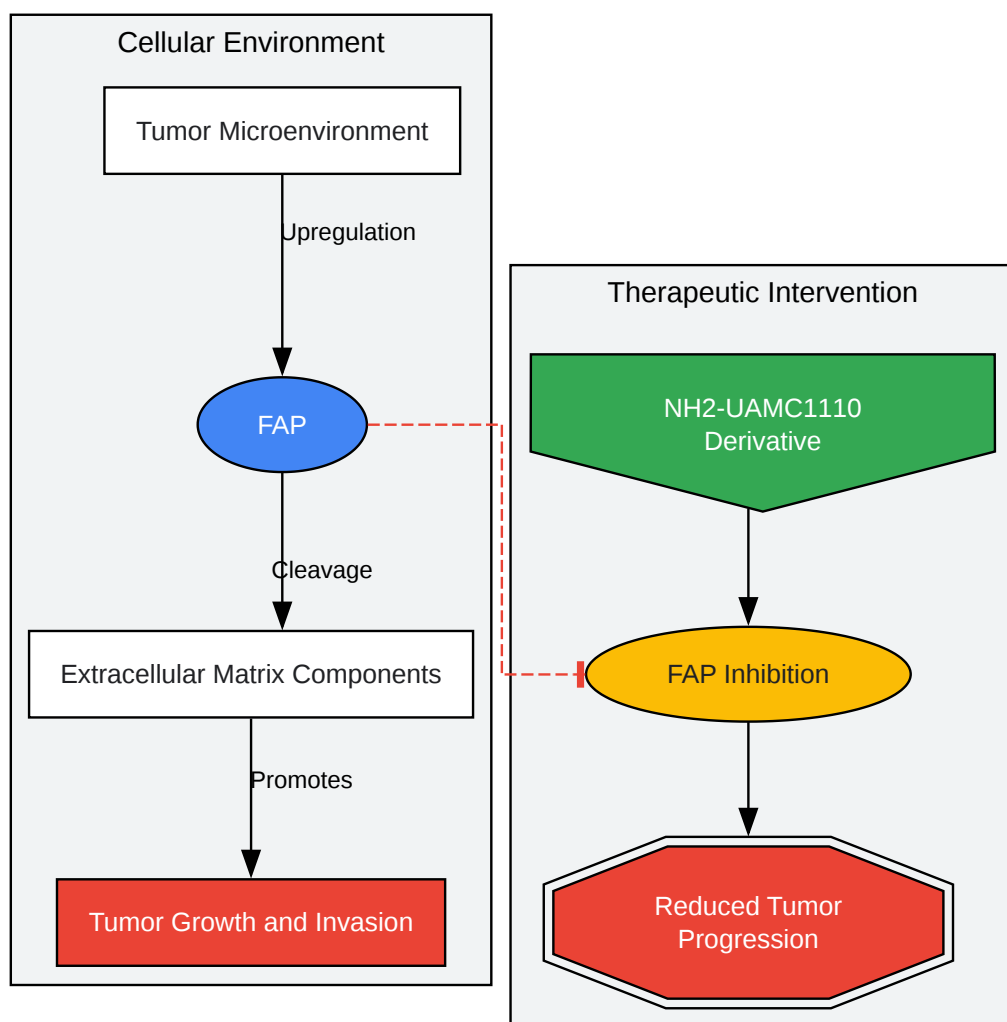 Cellular Environment
Tumor Microenvironment
Upregulation
FAP
Cleavage
Extracellular Matrix Components
Promotes
Tumor Growth and Invasion
Therapeutic Intervention
NH2-UAMC1110
Derivative
FAP Inhibition
Reduced Tumor
Progression